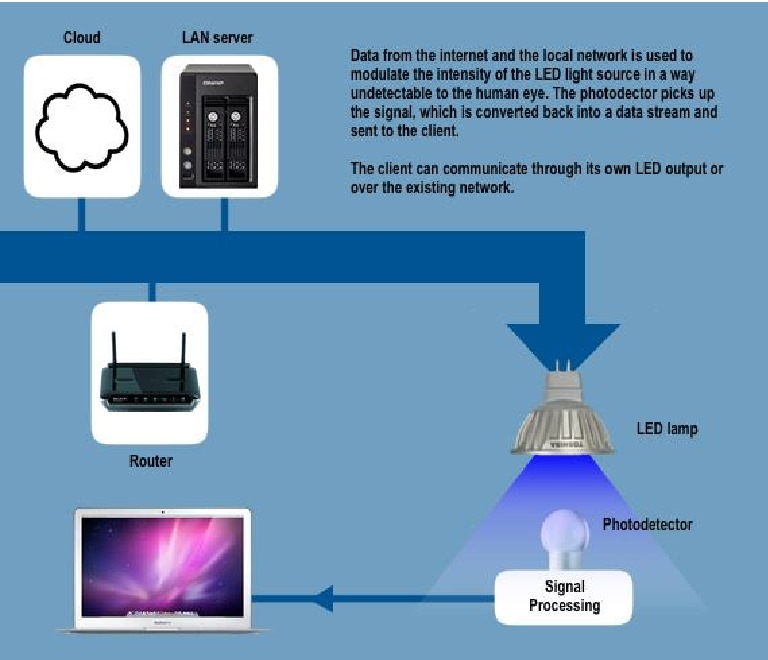 Cloud
LAN server
Data from the internet and the local network is used to
modulate the intensity of the LED light source in a way
undetectable to the human eye. The photodector picks up
the signal, which is converted back into a data stream and
sent to the client.
The client can communicate through its own LED output or
over the existing network.
LED lamp
Router
Photodetector
Signal
Processing